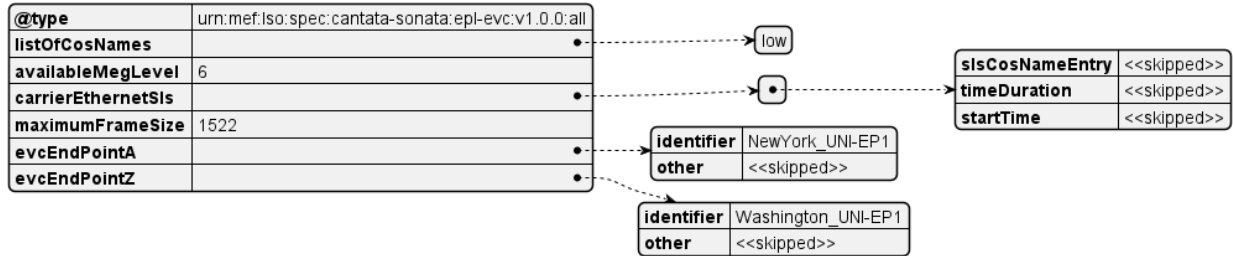 @type urn:mef:lso:spec:cantata-sonata:epl-evc:v1.0.0:all
listOfCosNames
low
availableMegLevel 6
carrierEthernetSls
slsCosNameEntry <<skipped>>
timeDuration <<skipped>>
startTime <<skipped>>
maximumFrameSize 1522
evcEndPointA
identifier NewYork_UNI-EP1
other <<skipped>>
evcEndPointZ
identifier Washington_UNI-EP1
other <<skipped>>